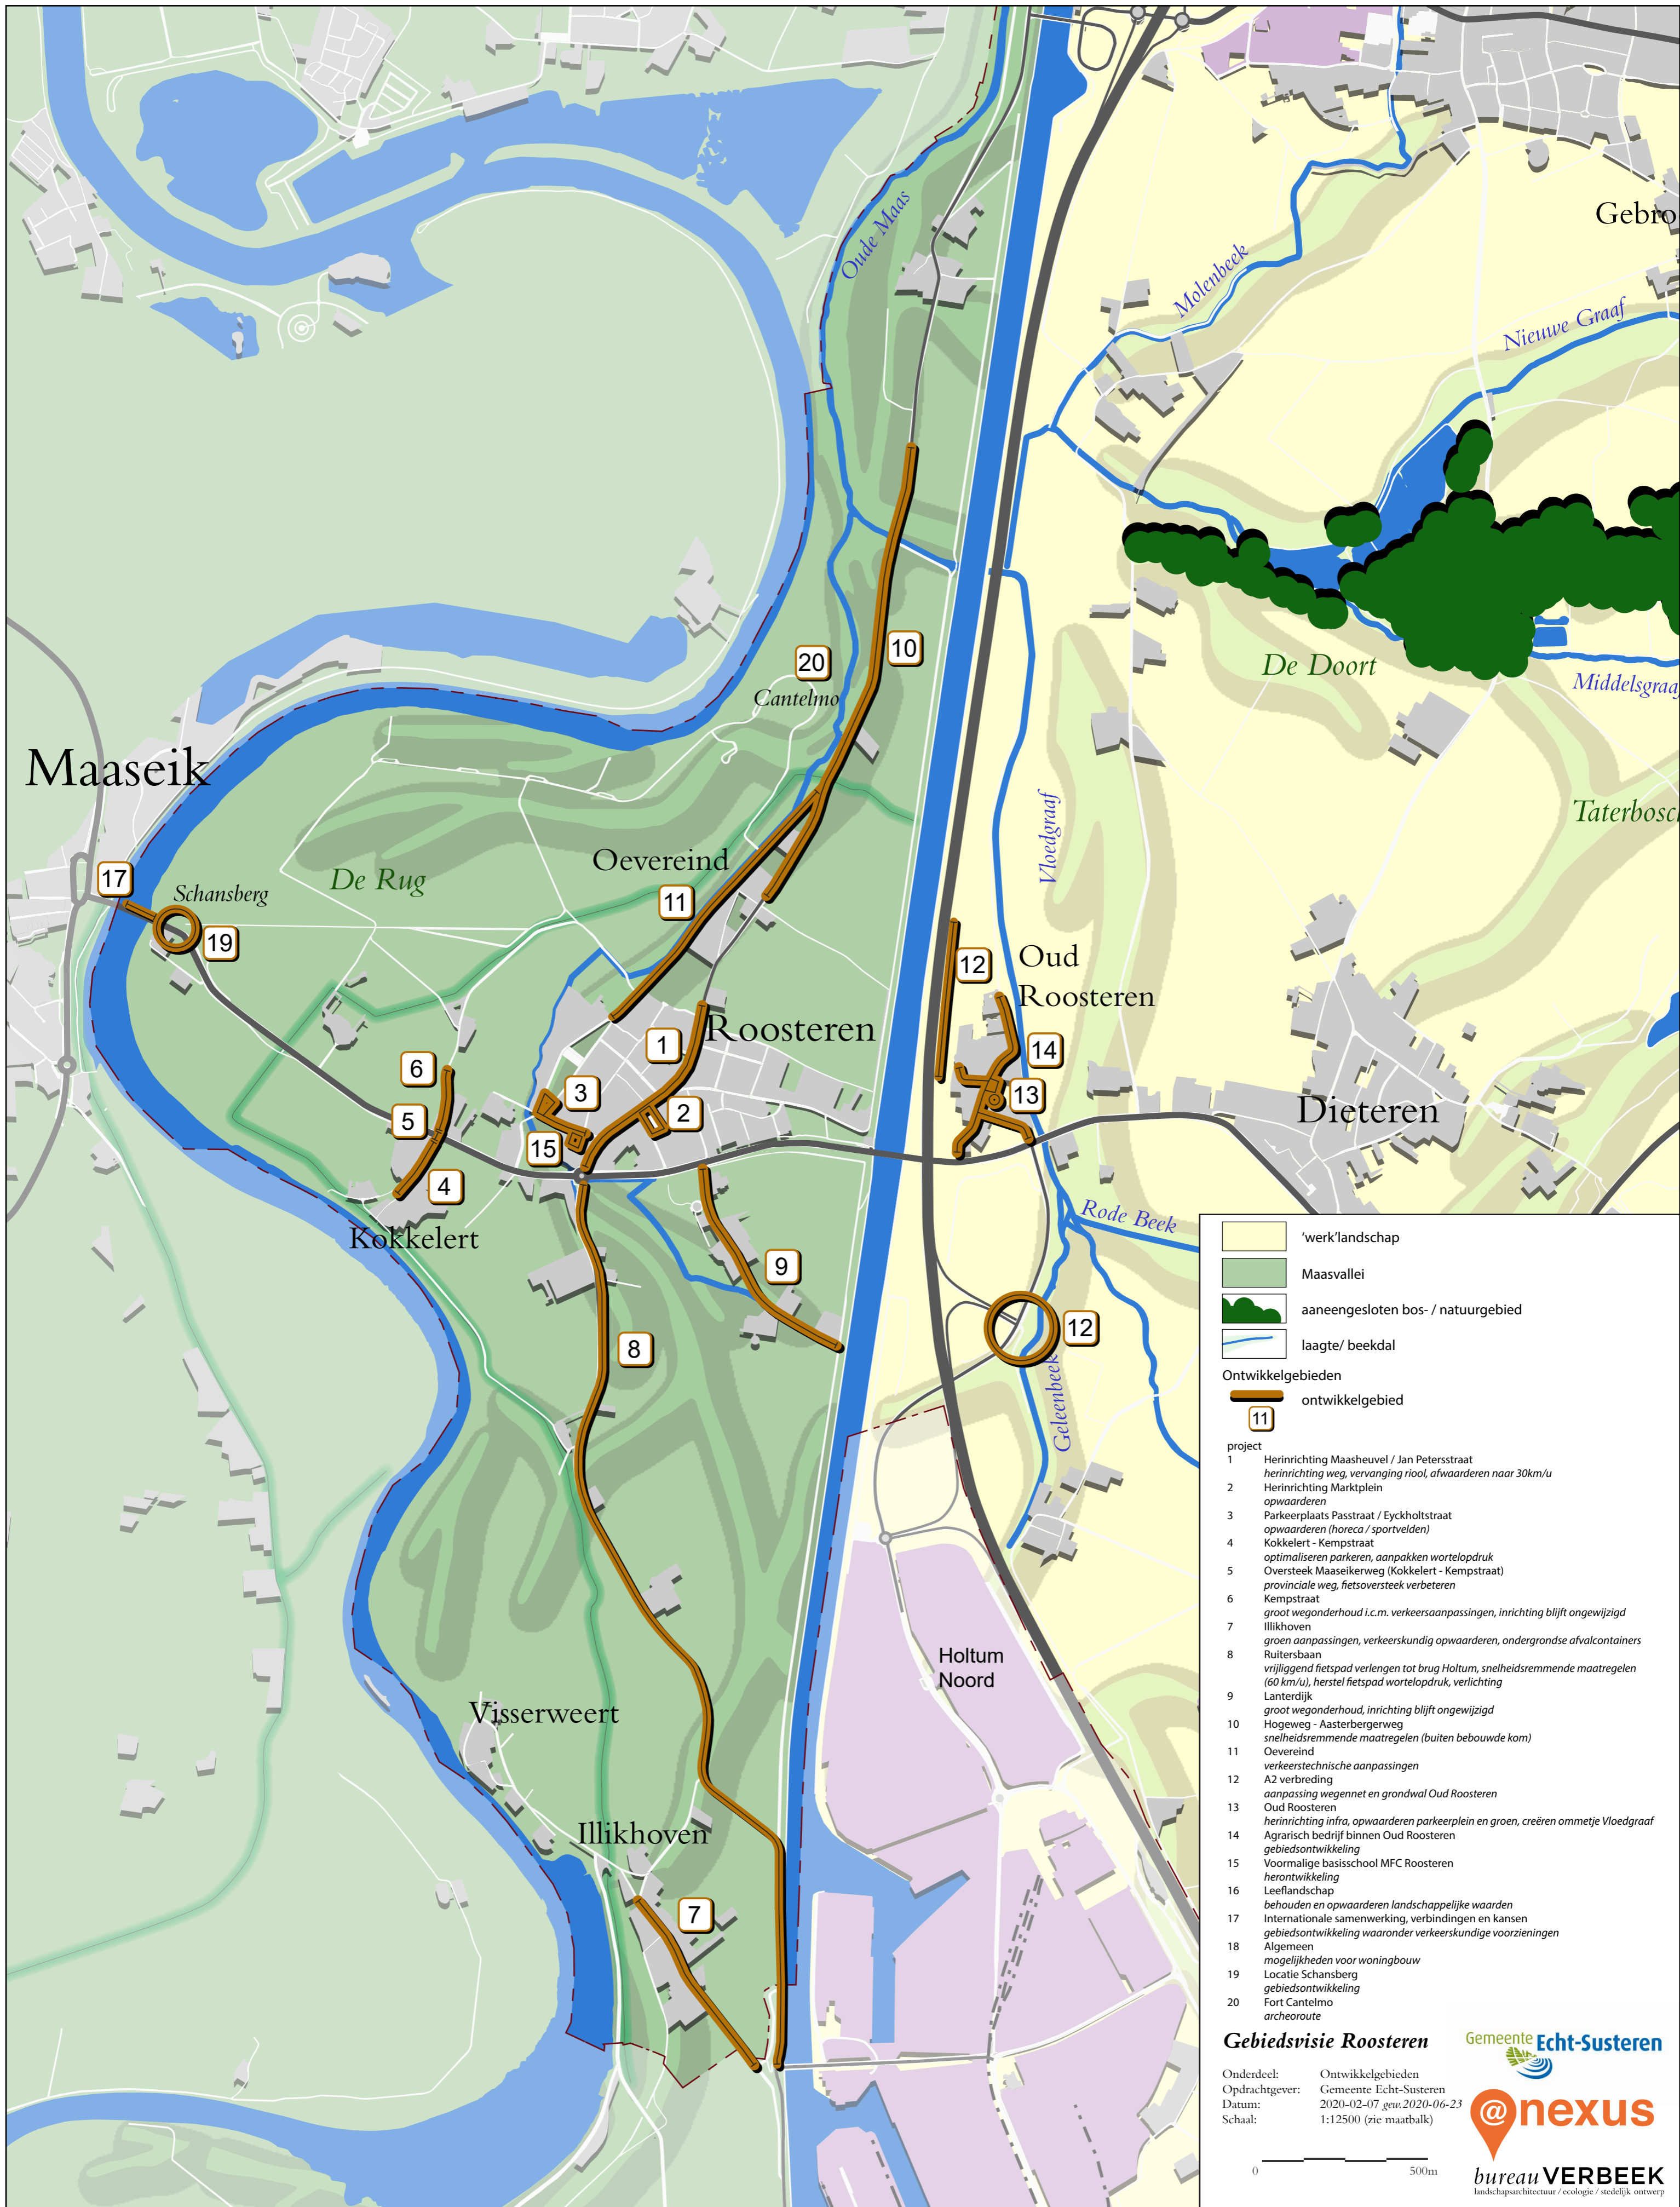 Oude Maas
Molenbeek
Gebro
Nieuwe Graaf
20
10
Cantelmo
De Doort
Middelsgraa
Maaseik
Vloedgraaf
Taterbosc
Oevereind
De Rug
17
Schansberg
11
19
12
Oud
Roosteren
Roosteren
1
14
6
3
13
5
2
Dieteren
15
4
Kokkelert
Rode Beek
9
12
8
Geleenbeek
Holtum
Noord
Visserweert
Illikhoven
7
'werk'landschap
Maasvallei
aaneengesloten bos- / natuurgebied
laagte/ beekdal
Ontwikkelgebieden
ontwikkelgebied
11
project
1 Herinrichting Maasheuvel / Jan Petersstraat
herinrichting weg, vervanging riool, afwaarderen naar 30km/u
2 Herinrichting Marktplein
opwaarderen
3 Parkeerplaats Passtraat / Eyckholtstraat
opwaarderen (horeca / sportvelden)
4 Kokkelert - Kempstraat
optimaliseren parkeren, aanpakken wortelopdruk
5 Oversteek Maaseikerweg (Kokkelert - Kempstraat)
provinciale weg, fietsoversteek verbeteren
6 Kempstraat
groot wegonderhoud i.c.m. verkeersaanpassingen, inrichting blijft ongewijzigd
7 Illikhoven
groen aanpassingen, verkeerskundig opwaarderen, ondergrondse afvalcontainers
8 Ruitersbaan
vrijliggend fietspad verlengen tot brug Holtum, snelheidsremmende maatregelen
(60 km/u), herstel fietspad wortelopdruk, verlichting
9 Lanterdijk
groot wegonderhoud, inrichting blijft ongewijzigd
10 Hogeweg - Aasterbergerweg
snelheidsremmende maatregelen (buiten bebouwde kom)
11 Oevereind
verkeerstechnische aanpassingen
12 A2 verbreding
aanpassing wegennet en grondwal Oud Roosteren
13 Oud Roosteren
herinrichting infra, opwaarderen parkeerplein en groen, creëren ommetje Vloedgraaf
14 Agrarisch bedrijf binnen Oud Roosteren
gebiedsontwikkeling
15 Voormalige basisschool MFC Roosteren
herontwikkeling
16 Leeflandschap
behouden en opwaarderen landschappelijke waarden
17 Internationale samenwerking, verbindingen en kansen
gebiedsontwikkeling waaronder verkeerskundige voorzieningen
18 Algemeen
mogelijkheden voor woningbouw
19 Locatie Schansberg
gebiedsontwikkeling
20 Fort Cantelmo
archeoroute
Gebiedsvisie Roosteren
Gemeente Echt-Susteren
Onderdeel: Ontwikkelgebieden
Opdrachtgever: Gemeente Echt-Susteren
Datum: 2020-02-07 gew.2020-06-23
Schaal: 1:12500 (zie maatbalk)
@nexus
0 500m
bureau VERBEEK
landschapsarchitectuur / ecologie / stedelijk ontwerp